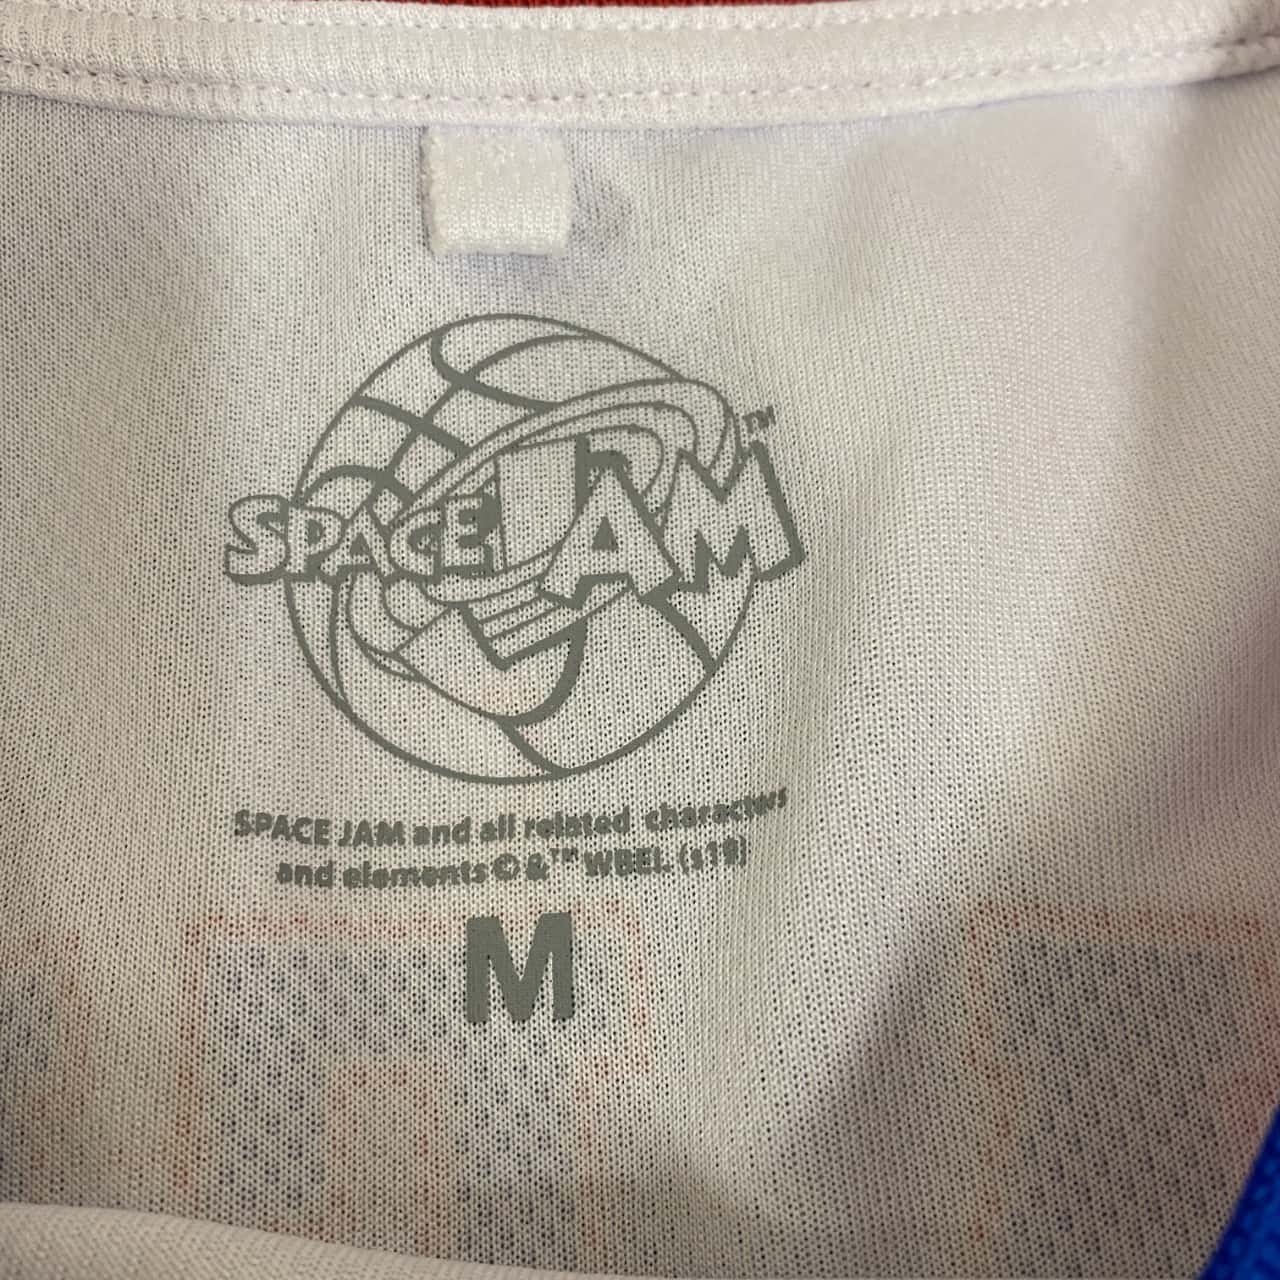 SPACE JAM™
SPACE JAM and all related characters
and elements © & ™ WBEI. (s19)
M